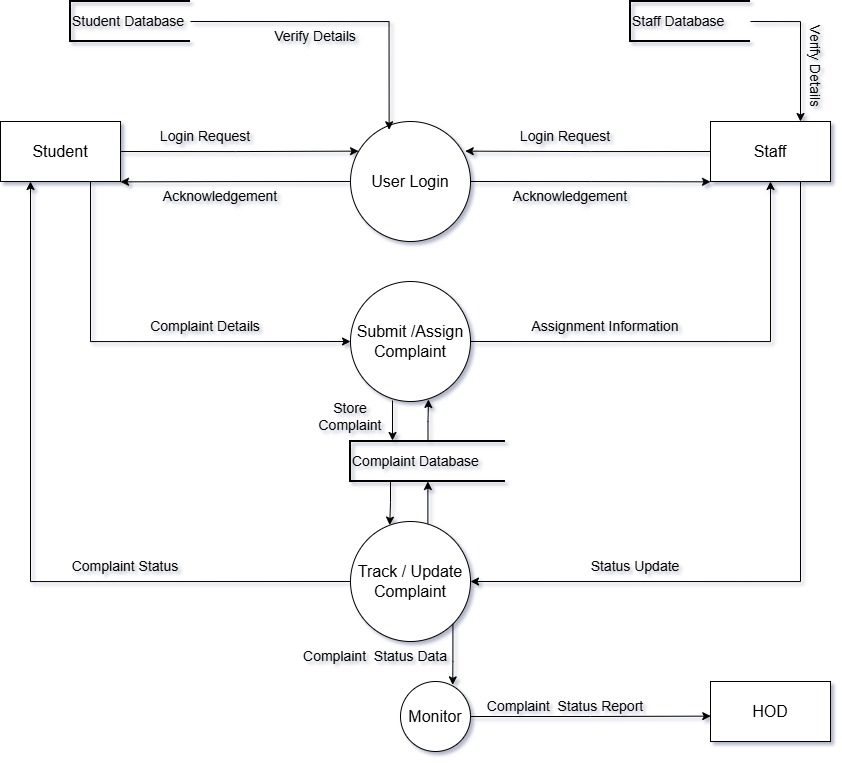 Student Database
Staff Database
Verify Details
Verify Details
Student
Login Request
Login Request
Staff
User Login
Acknowledgement
Acknowledgement
Complaint Details
Submit /Assign
Complaint
Assignment Information
Store
Complaint
Complaint Database
Complaint Status
Track / Update
Complaint
Status Update
Complaint  Status Data
Monitor
Complaint  Status Report
HOD